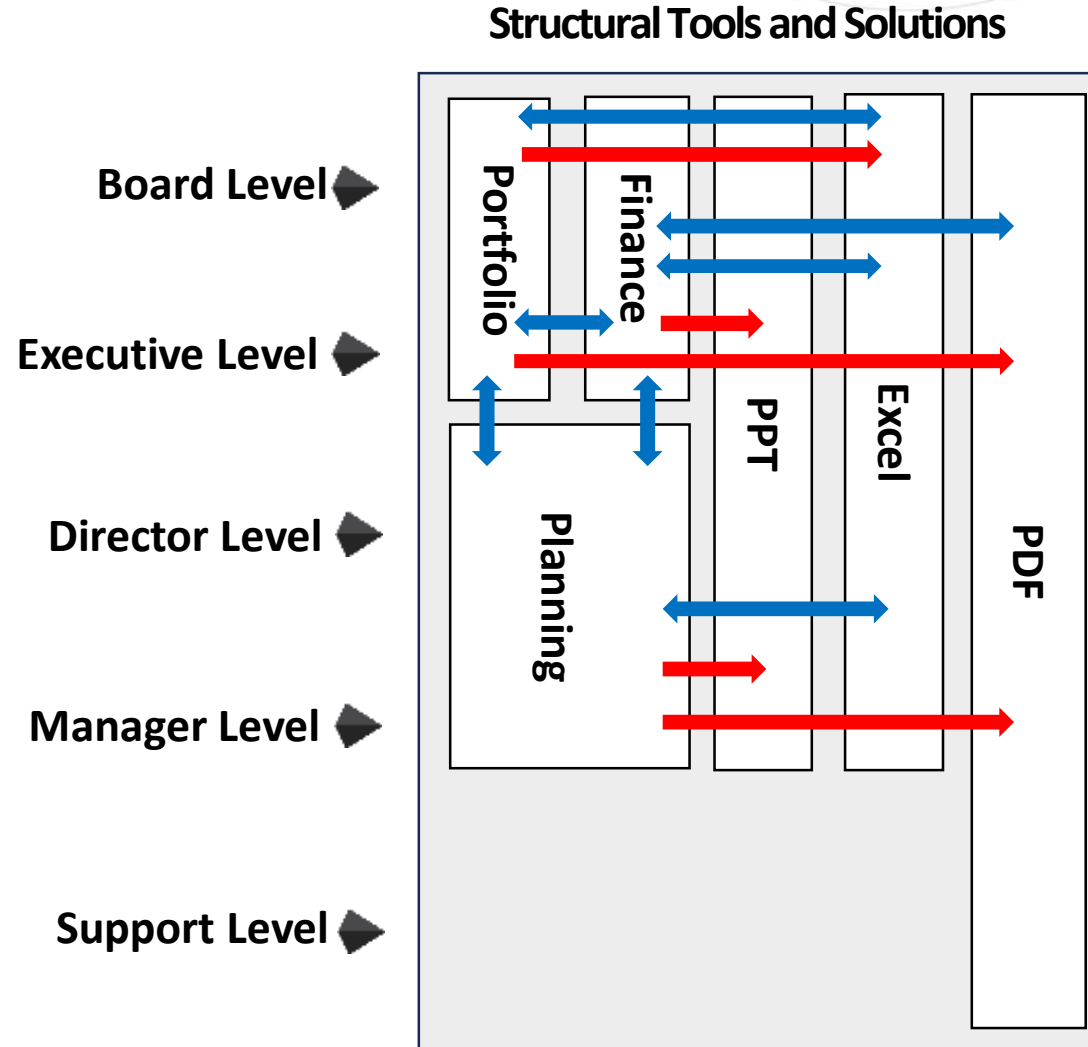 Structural Tools and Solutions
Board Level
Executive Level
Director Level
Manager Level
Support Level
Portfolio
Finance
PPT
Excel
PDF
Planning